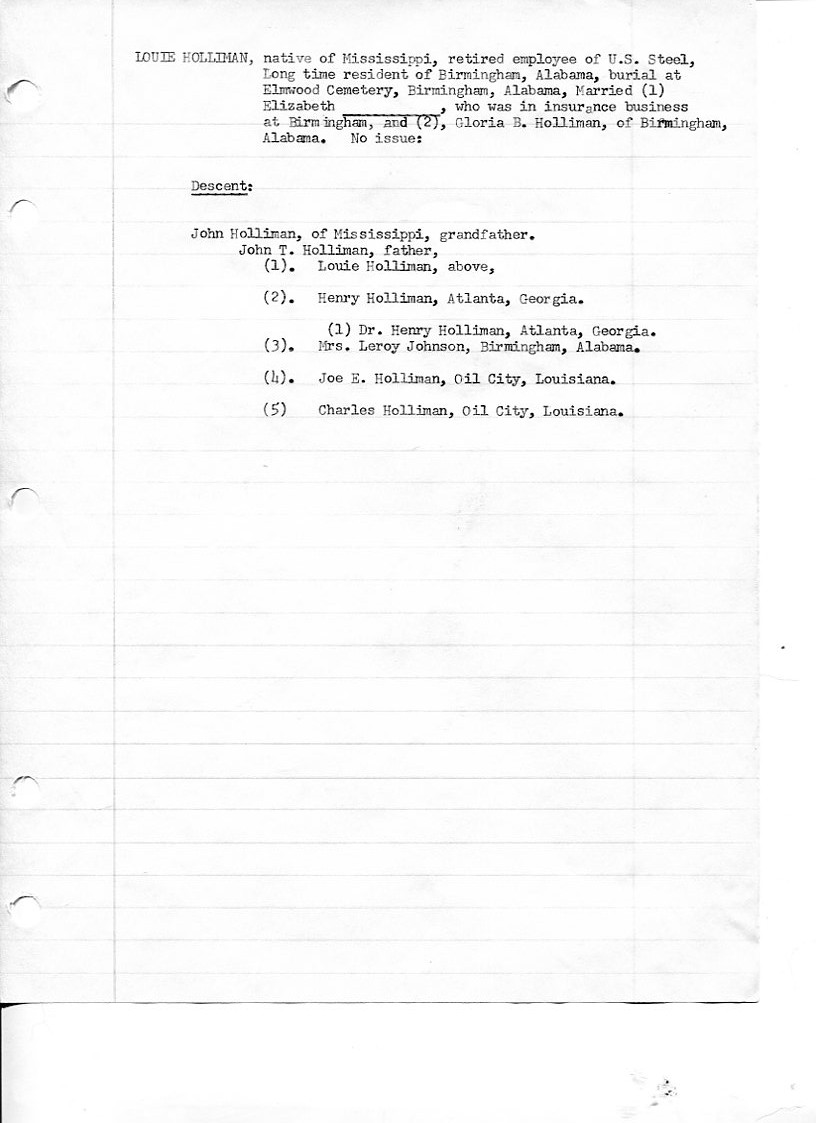 LOUIE HOLLIMAN, native of Mississippi, retired employee of U.S. Steel,
Long time resident of Birmingham, Alabama, burial at
Elmwood Cemetery, Birmingham, Alabama, Married (1)
Elizabeth ____________, who was in insurance business
at Birmingham, and (2), Gloria B. Holliman, of Birmingham,
Alabama. No issue:
Descent:
John Holliman, of Mississippi, grandfather.
John T. Holliman, father,
(1). Louie Holliman, above,
(2). Henry Holliman, Atlanta, Georgia.
(1) Dr. Henry Holliman, Atlanta, Georgia.
(3). Mrs. Leroy Johnson, Birmingham, Alabama.
(4). Joe E. Holliman, Oil City, Louisiana.
(5) Charles Holliman, Oil City, Louisiana.